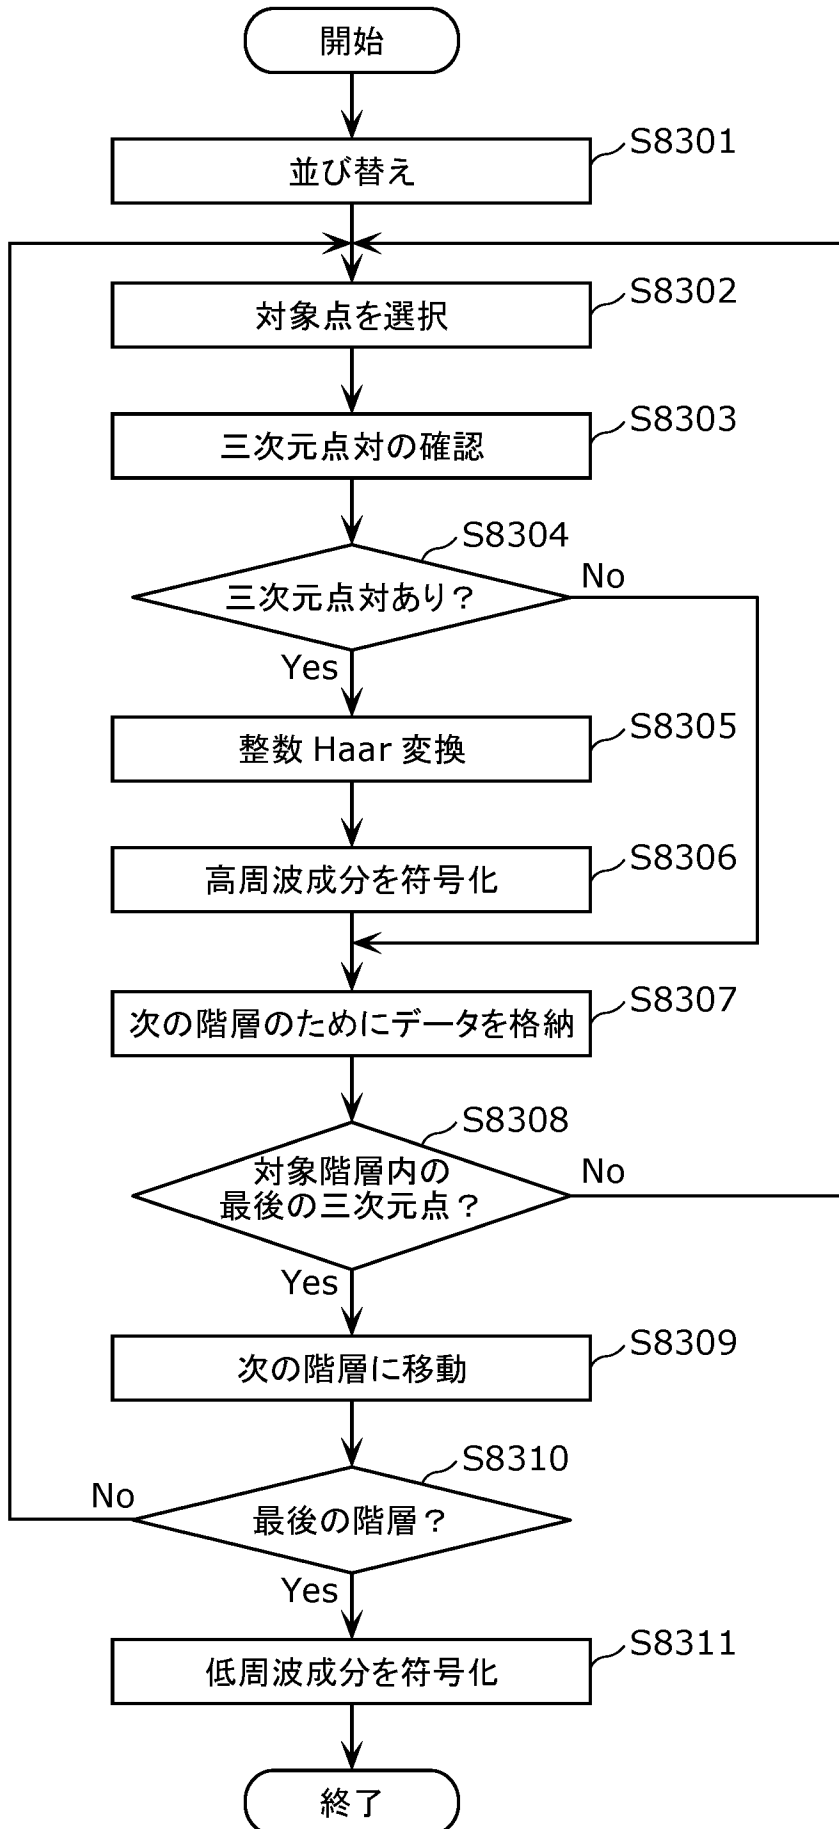 開始
S8301
並び替え
S8302
対象点を選択
S8303
三次元点対の確認
S8304
三次元点対あり？
No
Yes
S8305
整数 Haar 変換
S8306
高周波成分を符号化
S8307
次の階層のためにデータを格納
S8308
対象階層内の
最後の三次元点？
No
Yes
S8309
次の階層に移動
S8310
最後の階層？
No
Yes
S8311
低周波成分を符号化
終了